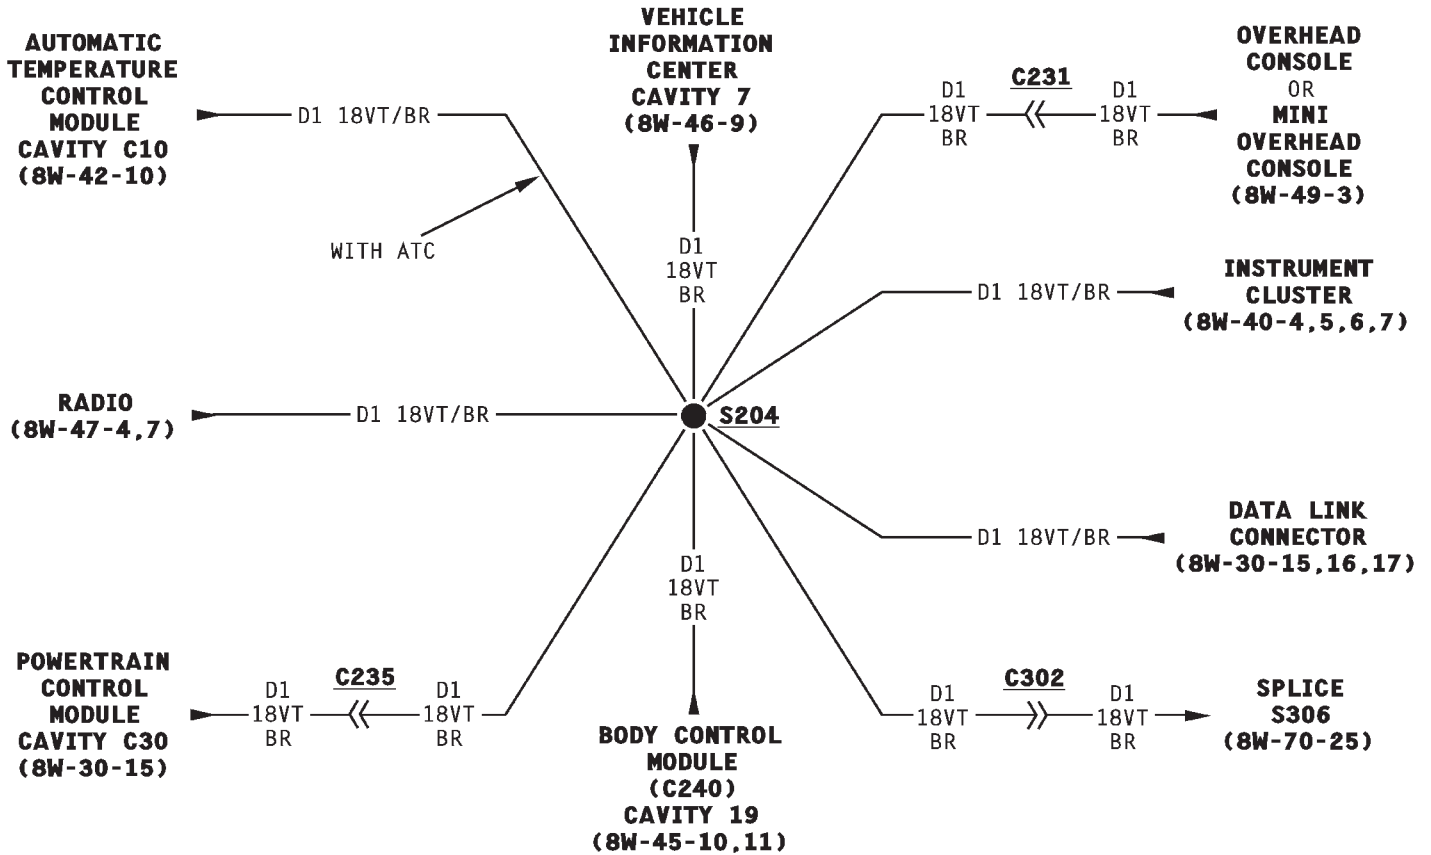 AUTOMATIC
TEMPERATURE
CONTROL
MODULE
CAVITY C10
(8W-42-10)
D1 18VT/BR
WITH ATC
VEHICLE
INFORMATION
CENTER
CAVITY 7
(8W-46-9)
D1
18VT
BR
D1
18VT
BR
C231
D1
18VT
BR
OVERHEAD
CONSOLE
OR
MINI
OVERHEAD
CONSOLE
(8W-49-3)
D1 18VT/BR
INSTRUMENT
CLUSTER
(8W-40-4,5,6,7)
RADIO
(8W-47-4,7)
D1 18VT/BR
S204
D1 18VT/BR
DATA LINK
CONNECTOR
(8W-30-15,16,17)
POWERTRAIN
CONTROL
MODULE
CAVITY C30
(8W-30-15)
D1
18VT
BR
C235
D1
18VT
BR
D1
18VT
BR
BODY CONTROL
MODULE
(C240)
CAVITY 19
(8W-45-10,11)
D1
18VT
BR
C302
D1
18VT
BR
SPLICE
S306
(8W-70-25)